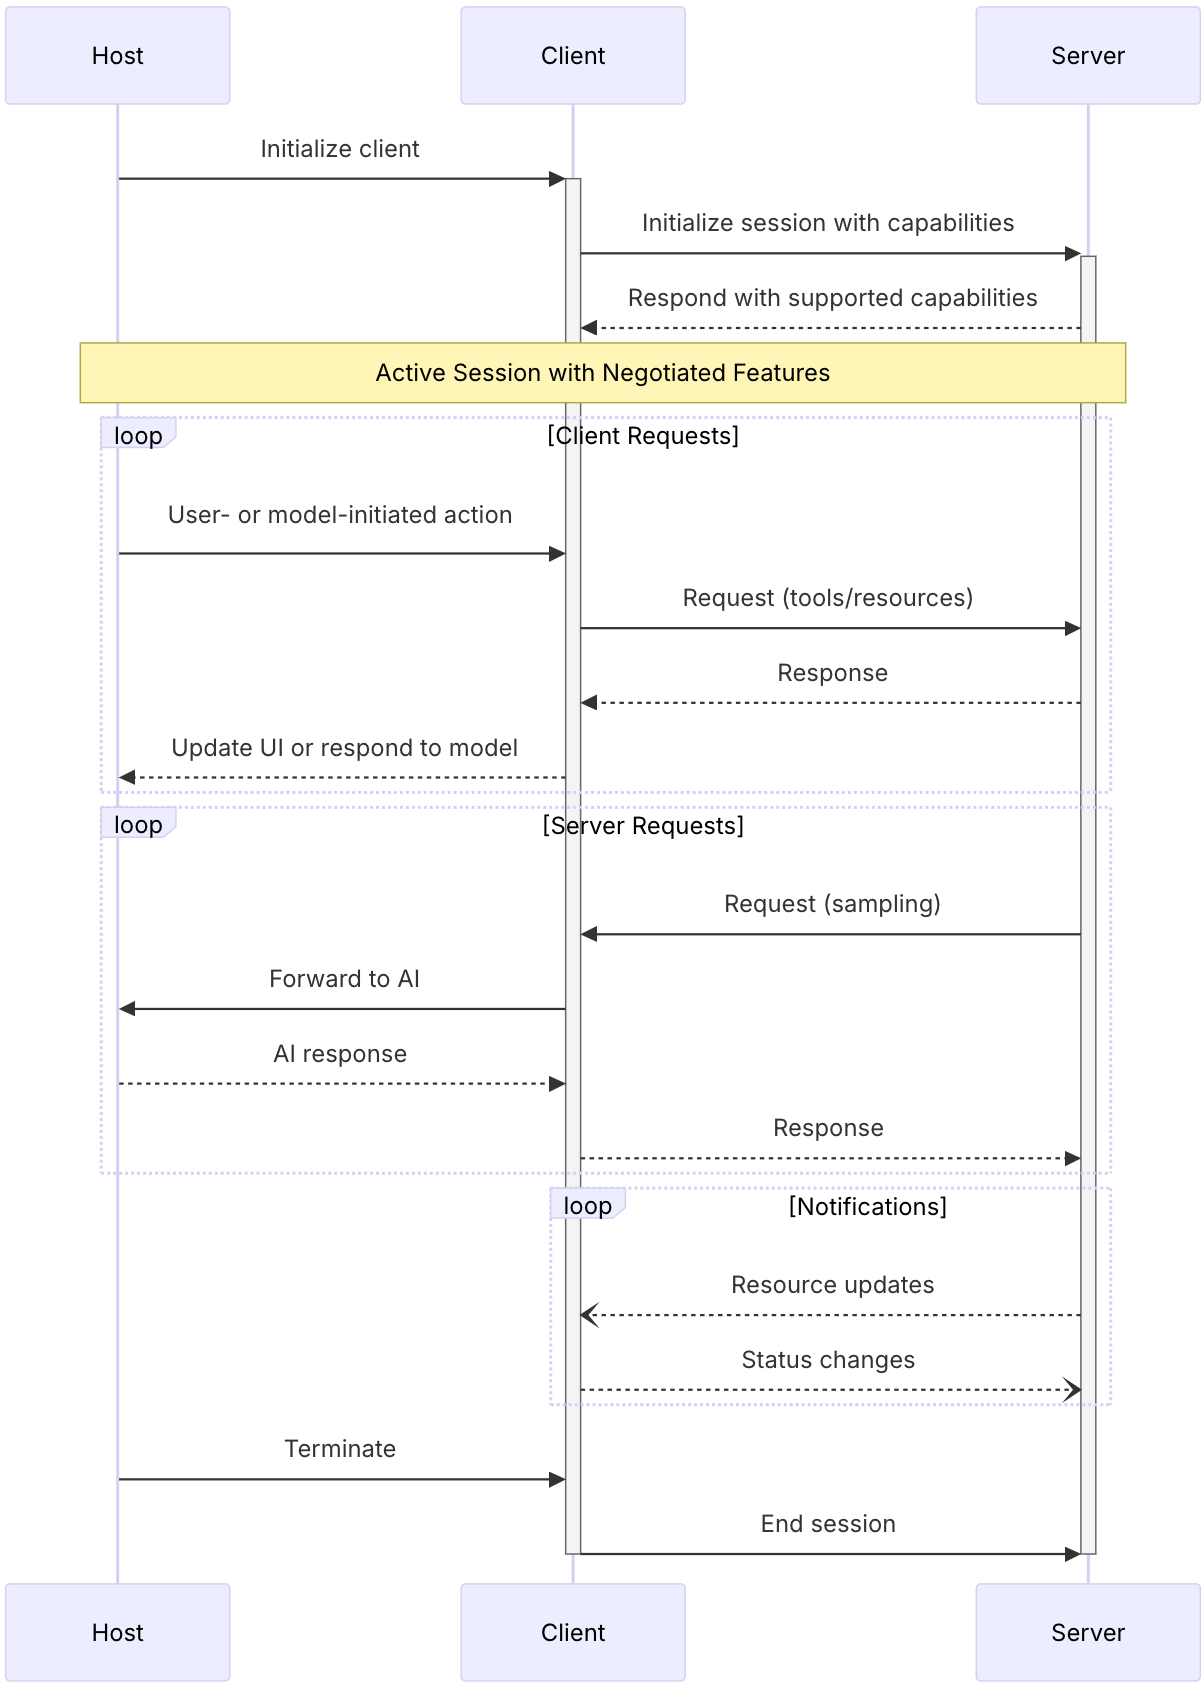 Host
Client
Server
Initialize client
Initialize session with capabilities
Respond with supported capabilities
Active Session with Negotiated Features
loop
[Client Requests]
User- or model-initiated action
Request (tools/resources)
Response
Update UI or respond to model
loop
[Server Requests]
Request (sampling)
Forward to AI
AI response
Response
loop
[Notifications]
Resource updates
Status changes
Terminate
End session
Host
Client
Server